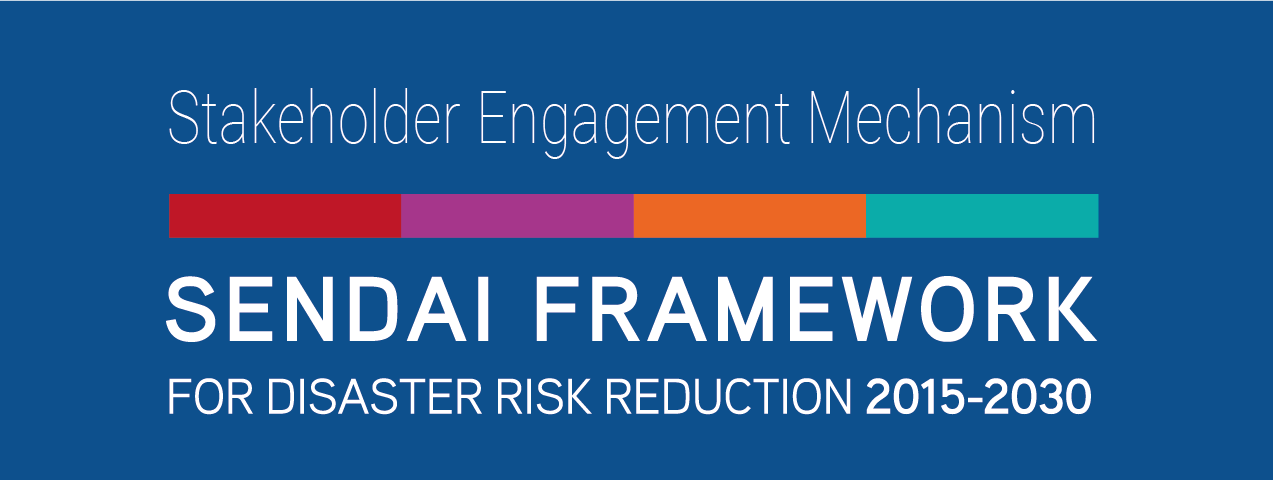 Stakeholder Engagement Mechanism
SENDAI FRAMEWORK
FOR DISASTER RISK REDUCTION 2015-2030